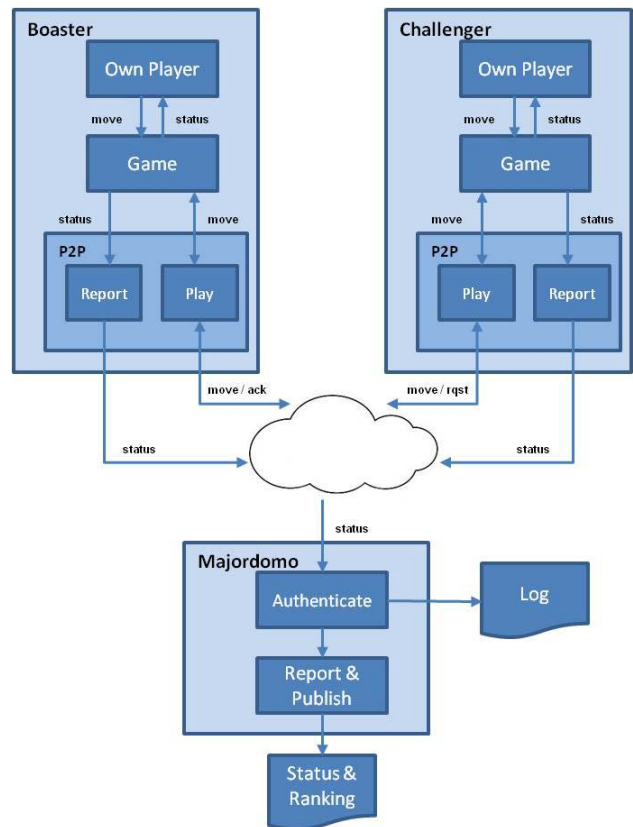 Boaster
Own Player
move
status
Game
status
move
P2P
Report
Play
Challenger
Own Player
move
status
Game
move
status
P2P
Play
Report
move / ack
move / rqst
status
status
status
Majordomo
Authenticate
Log
Report &
Publish
Status &
Ranking